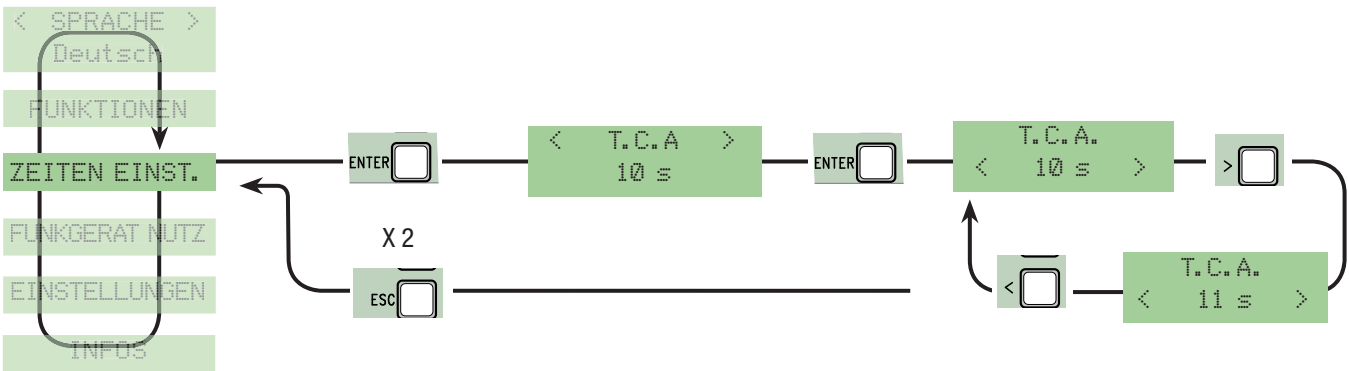 < SPRACHE >
Deutsch
FUNKTIONEN
ZEITEN EINST.
FUNKGERAT NUTZ
EINSTELLUNGEN
INFOS
ENTER
< T.C.A >
10 s
ENTER
T.C.A.
< 10 s >
>
T.C.A.
< 11 s >
<
X 2
ESC